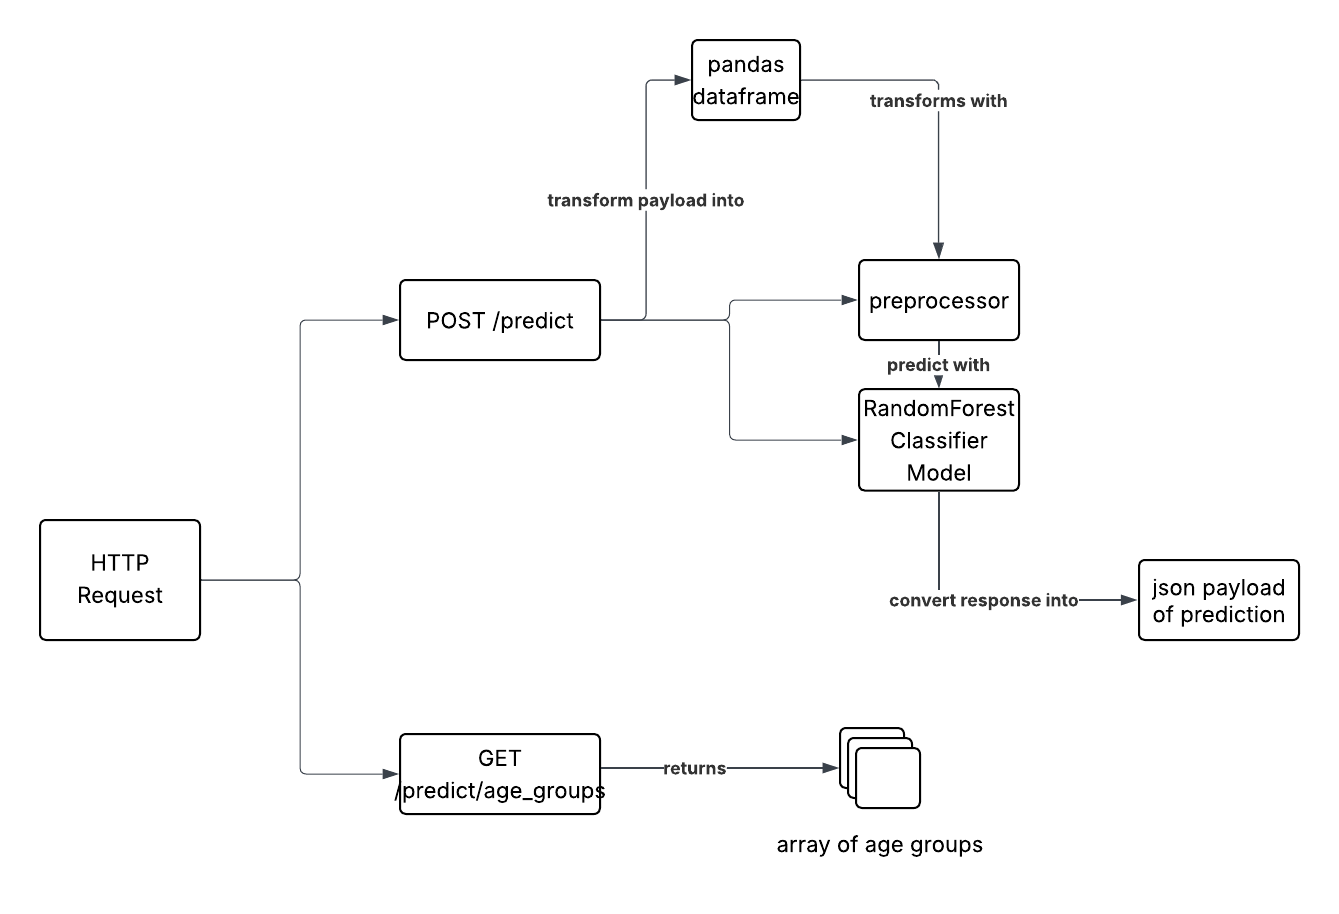 pandas
dataframe
transforms with
transform payload into
POST /predict
preprocessor
predict with
RandomForest
Classifier
Model
HTTP
Request
convert response into
json payload
of prediction
GET
/predict/age_groups
returns
array of age groups